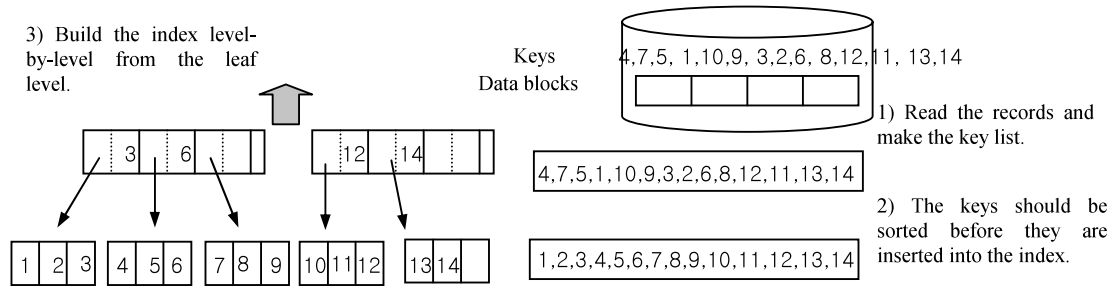 3) Build the index level-
by-level from the leaf
level.
Keys
4,7,5, 1,10,9, 3,2,6, 8,12,11, 13,14
Data blocks
1) Read the records and
make the key list.
3 6 12 14
4,7,5,1,10,9,3,2,6,8,12,11,13,14
2) The keys should be
sorted before they are
inserted into the index.
1 2 3 4 5 6 7 8 9 10 11 12 13 14
1,2,3,4,5,6,7,8,9,10,11,12,13,14